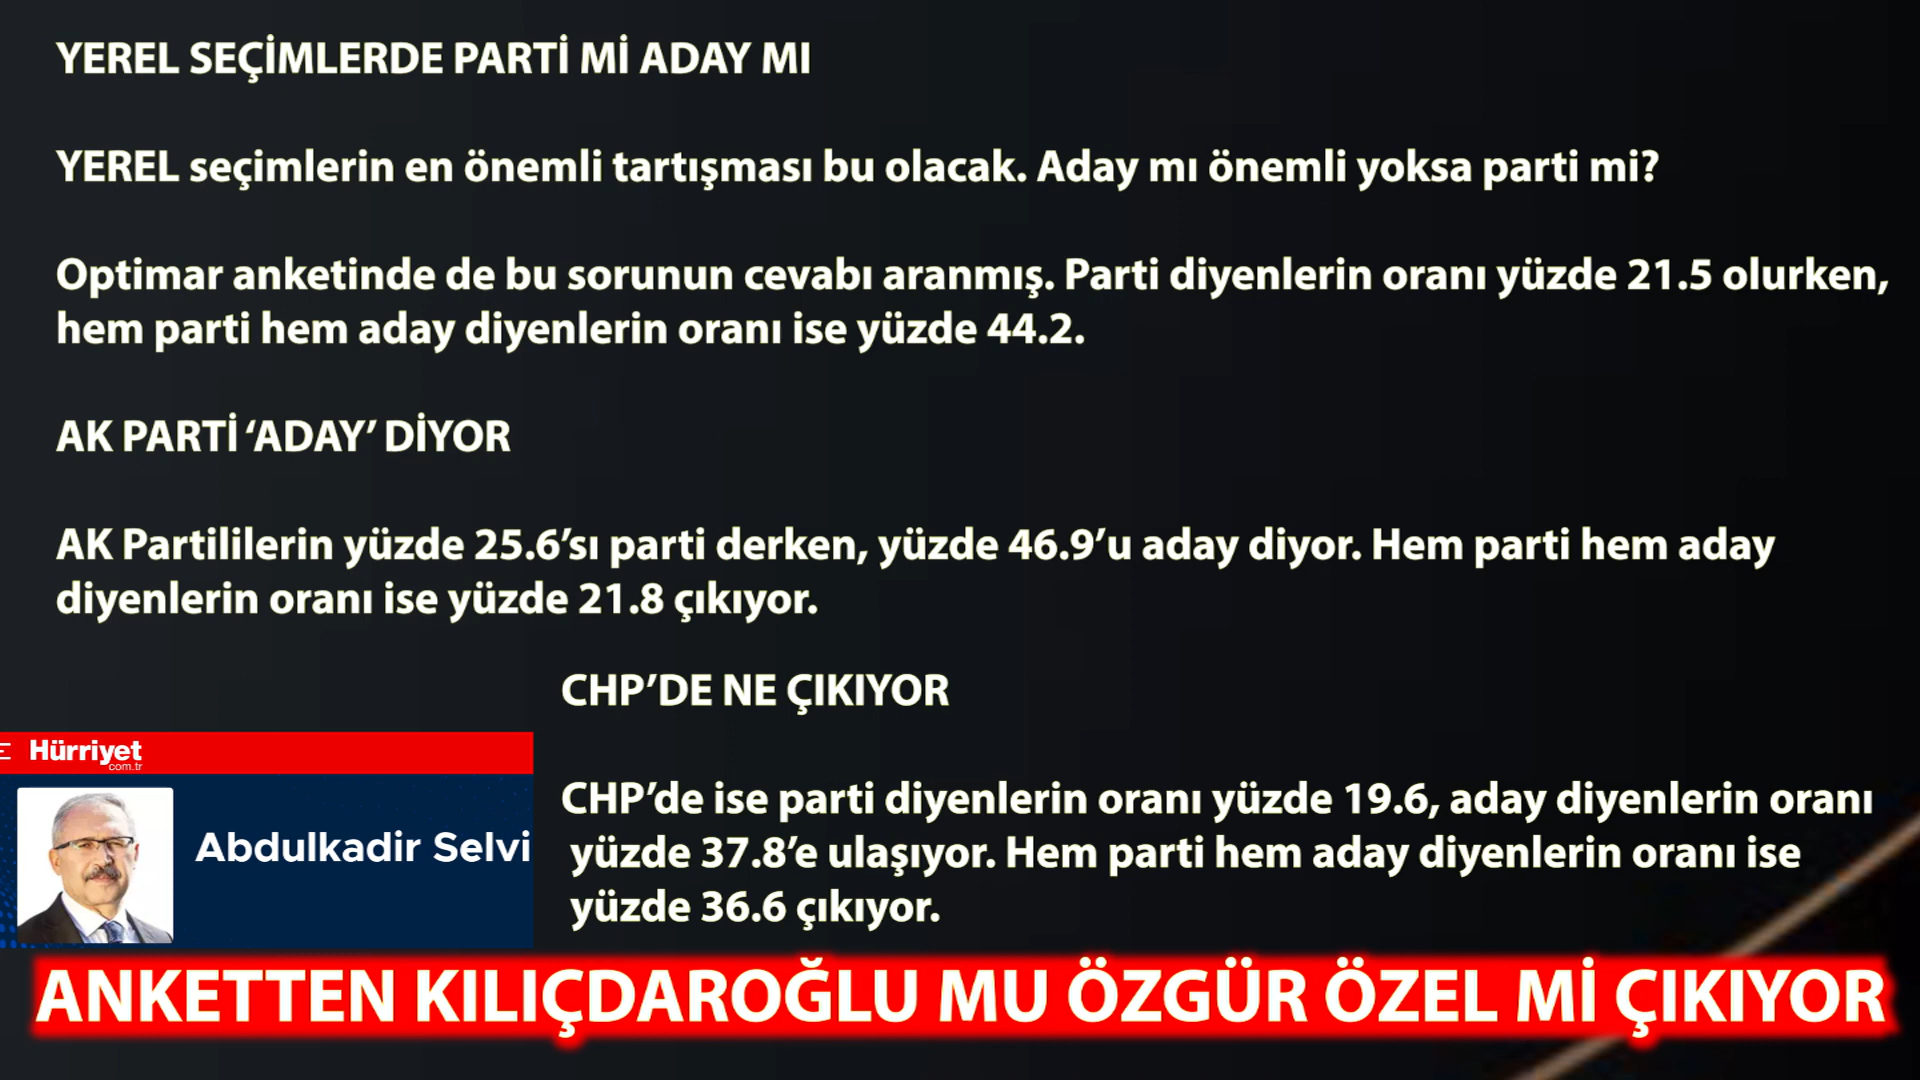 YEREL SEÇİMLERDE PARTİ Mİ ADAY MI
YEREL seçimlerin en önemli tartışması bu olacak. Aday mı önemli yoksa parti mi?
Optimar anketinde de bu sorunun cevabı aranmış. Parti diyenlerin oranı yüzde 21.5 olurken,
hem parti hem aday diyenlerin oranı ise yüzde 44.2.
AK PARTİ ‘ADAY’ DİYOR
AK Partililerin yüzde 25.6’sı parti derken, yüzde 46.9’u aday diyor. Hem parti hem aday
diyenlerin oranı ise yüzde 21.8 çıkıyor.
CHP’DE NE ÇIKIYOR
CHP’de ise parti diyenlerin oranı yüzde 19.6, aday diyenlerin oranı
yüzde 37.8’e ulaşıyor. Hem parti hem aday diyenlerin oranı ise
yüzde 36.6 çıkıyor.
Hürriyet
com.tr
Abdulkadir Selvi
ANKETTEN KILIÇDAROĞLU MU ÖZGÜR ÖZEL Mİ ÇIKIYOR